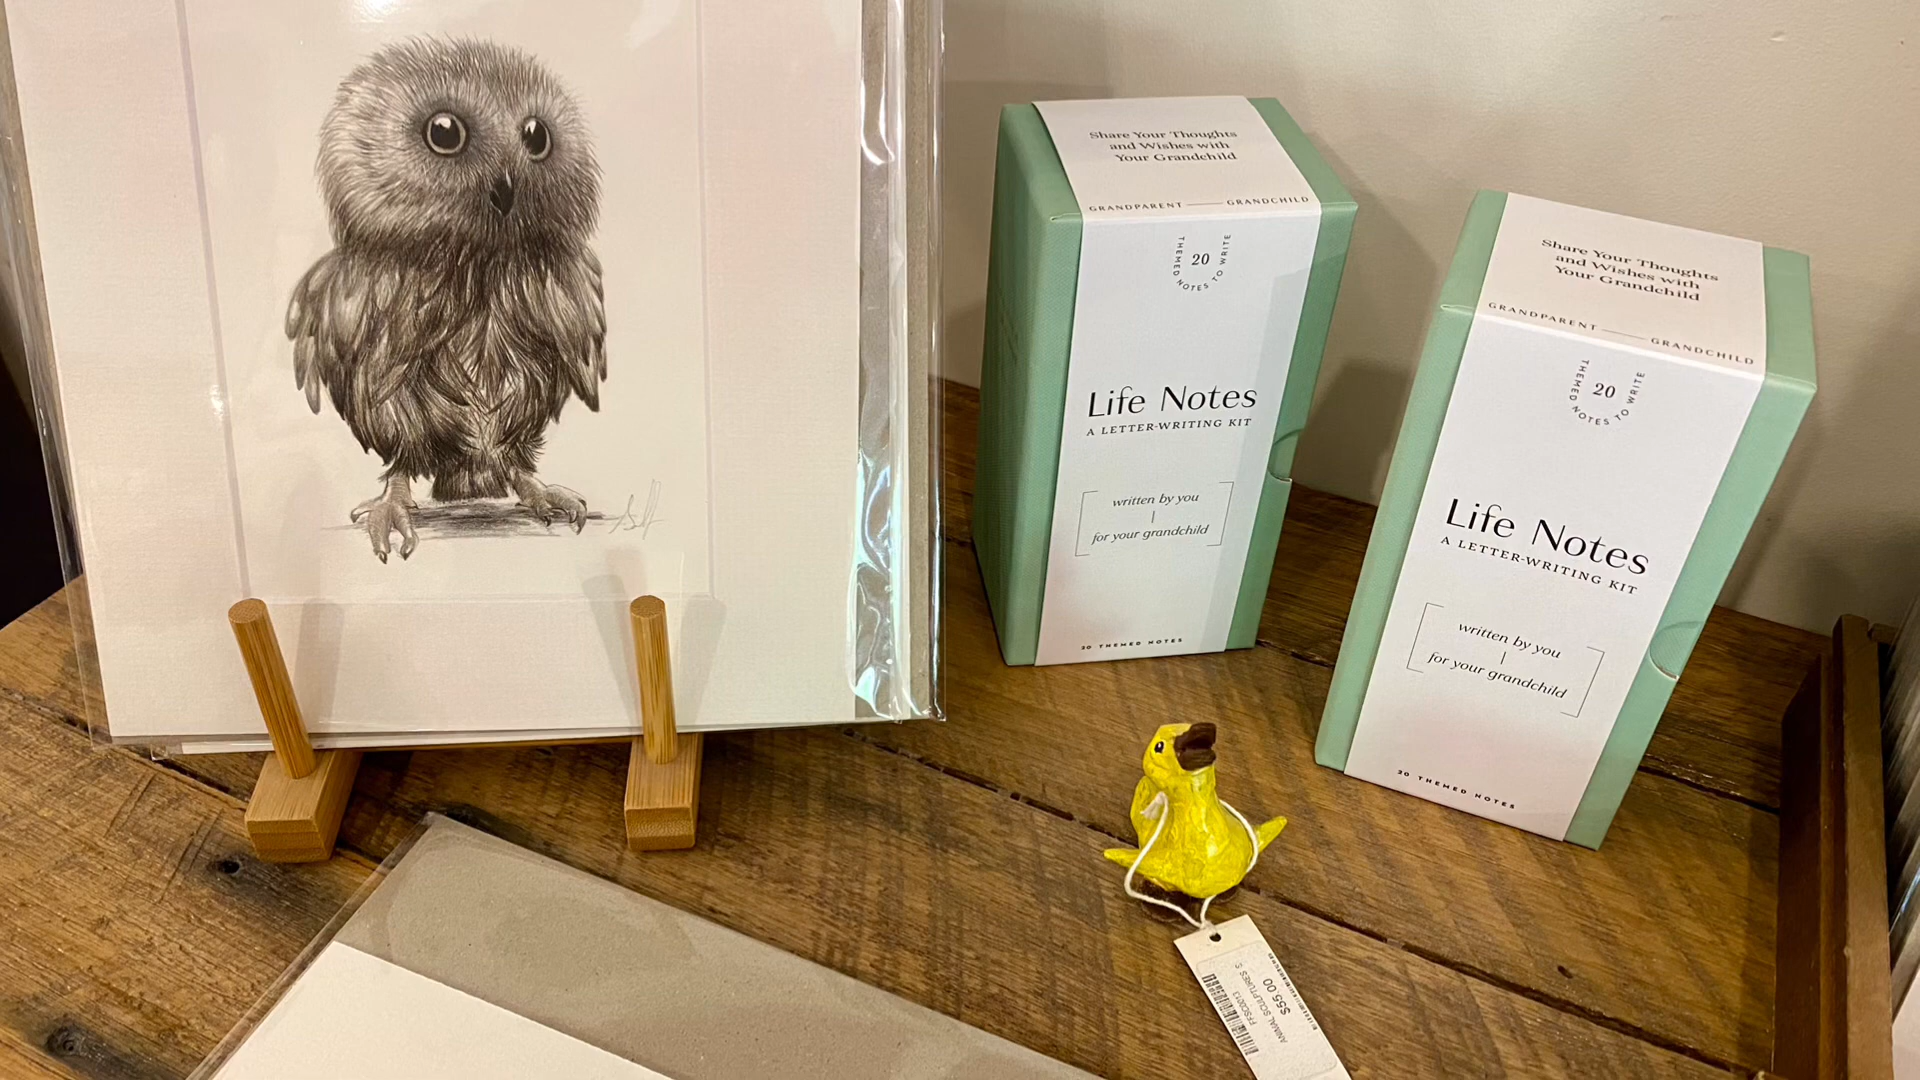 Share Your Thoughts
and Wishes with
Your Grandchild
GRANDPARENT GRANDCHILD
20
THEMED NOTES TO WRITE
Life Notes
A LETTER-WRITING KIT
written by you
for your grandchild
20 THEMED NOTES
Share Your Thoughts
and Wishes with
Your Grandchild
GRANDPARENT GRANDCHILD
20
THEMED NOTES TO WRITE
Life Notes
A LETTER-WRITING KIT
written by you
for your grandchild
20 THEMED NOTES
$55.00
ANIMAL SCULPTURES S
FFSC0013